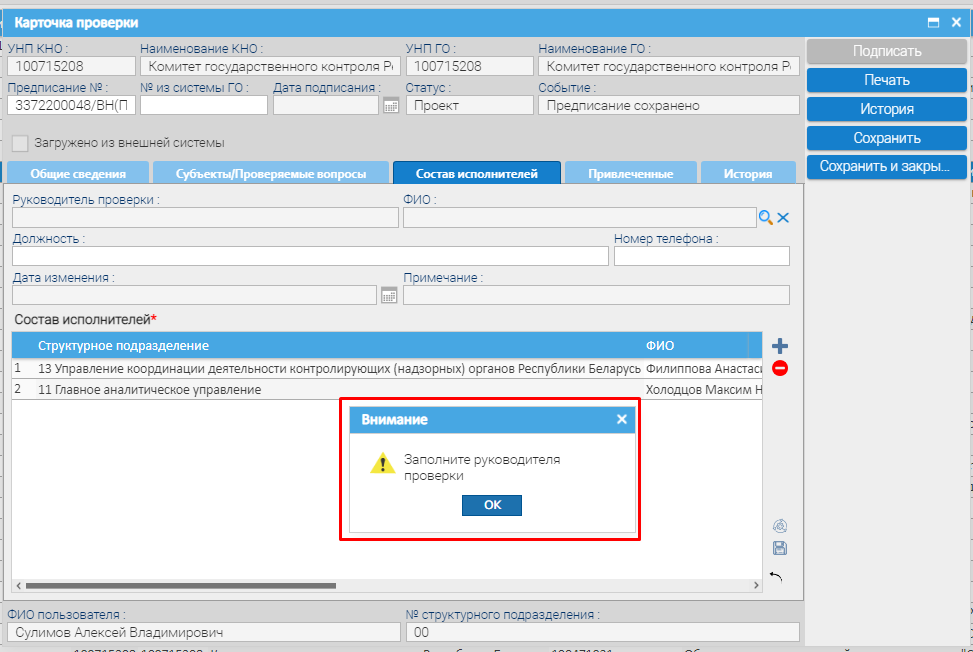 Карточка проверки
УНП КНО : Наименование КНО : УНП ГО : Наименование ГО :
100715208 Комитет государственного контроля Р 100715208 Комитет государственного контроля Р
Предписание № : № из системы ГО : Дата подписания : Статус : Событие :
3372200048/ВН(П Проект Предписание сохранено
Загружено из внешней системы
Подписать
Печать
История
Сохранить
Сохранить и закры...
Общие сведения Субъекты/Проверяемые вопросы Состав исполнителей Привлеченные История
Руководитель проверки : ФИО :
Должность : Номер телефона :
Дата изменения : Примечание :
Состав исполнителей*
Структурное подразделение ФИО
1 13 Управление координации деятельности контролирующих (надзорных) органов Республики Беларусь Филиппова Анастаси
2 11 Главное аналитическое управление Холодцов Максим Н
Внимание
Заполните руководителя
проверки
OK
ФИО пользователя : № структурного подразделения :
Сулимов Алексей Владимирович 00